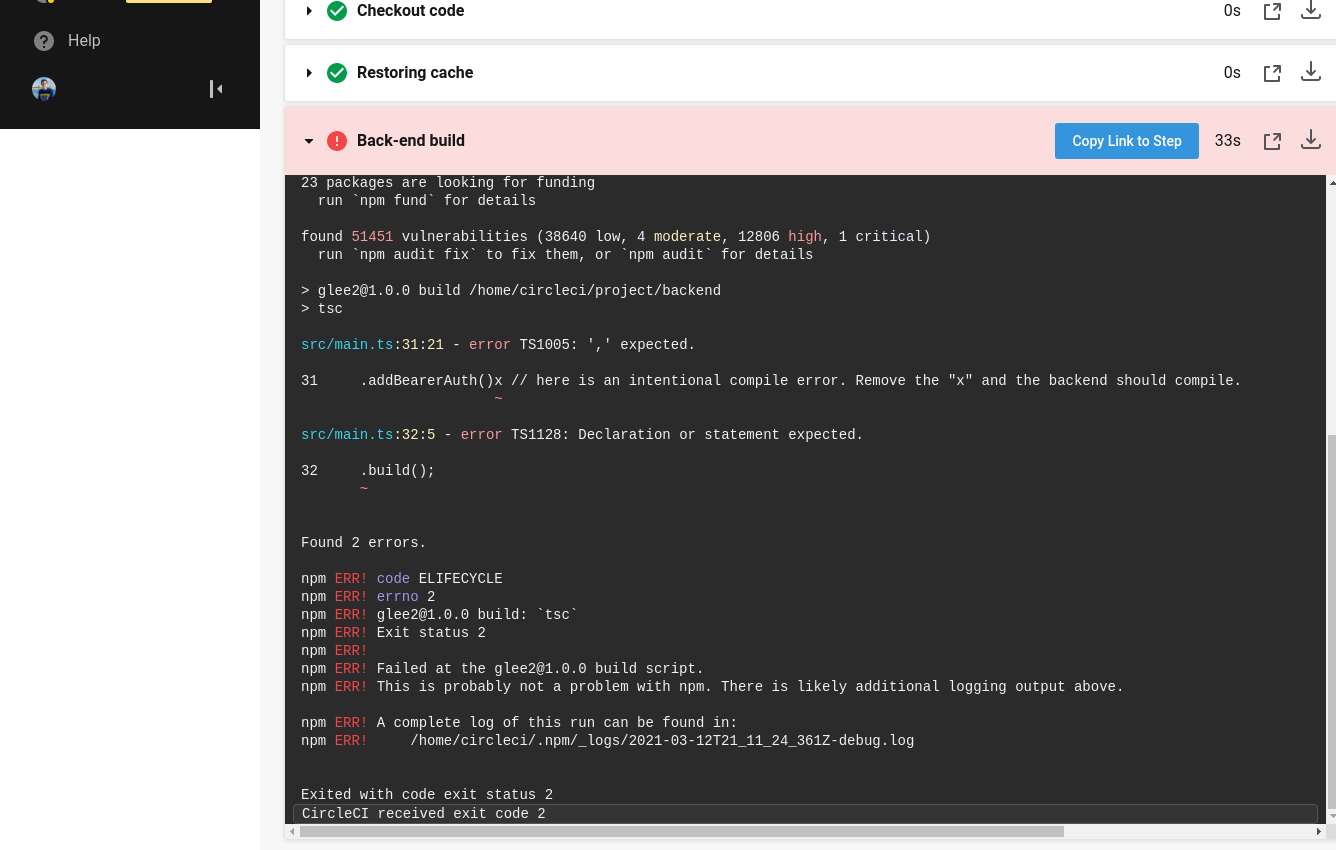 Checkout code
0s
Help
Restoring cache
0s
Back-end build
Copy Link to Step
33s
23 packages are looking for funding
run `npm fund` for details
found 51451 vulnerabilities (38640 low, 4 moderate, 12806 high, 1 critical)
run `npm audit fix` to fix them, or `npm audit` for details
> glee2@1.0.0 build /home/circleci/project/backend
> tsc
src/main.ts:31:21 - error TS1005: ',' expected.
31     .addBearerAuth()x // here is an intentional compile error. Remove the "x" and the backend should compile.
~
src/main.ts:32:5 - error TS1128: Declaration or statement expected.
32     .build();
~
Found 2 errors.
npm ERR! code ELIFECYCLE
npm ERR! errno 2
npm ERR! glee2@1.0.0 build: `tsc`
npm ERR! Exit status 2
npm ERR!
npm ERR! Failed at the glee2@1.0.0 build script.
npm ERR! This is probably not a problem with npm. There is likely additional logging output above.
npm ERR! A complete log of this run can be found in:
npm ERR!     /home/circleci/.npm/_logs/2021-03-12T21_11_24_361Z-debug.log
Exited with code exit status 2
CircleCI received exit code 2